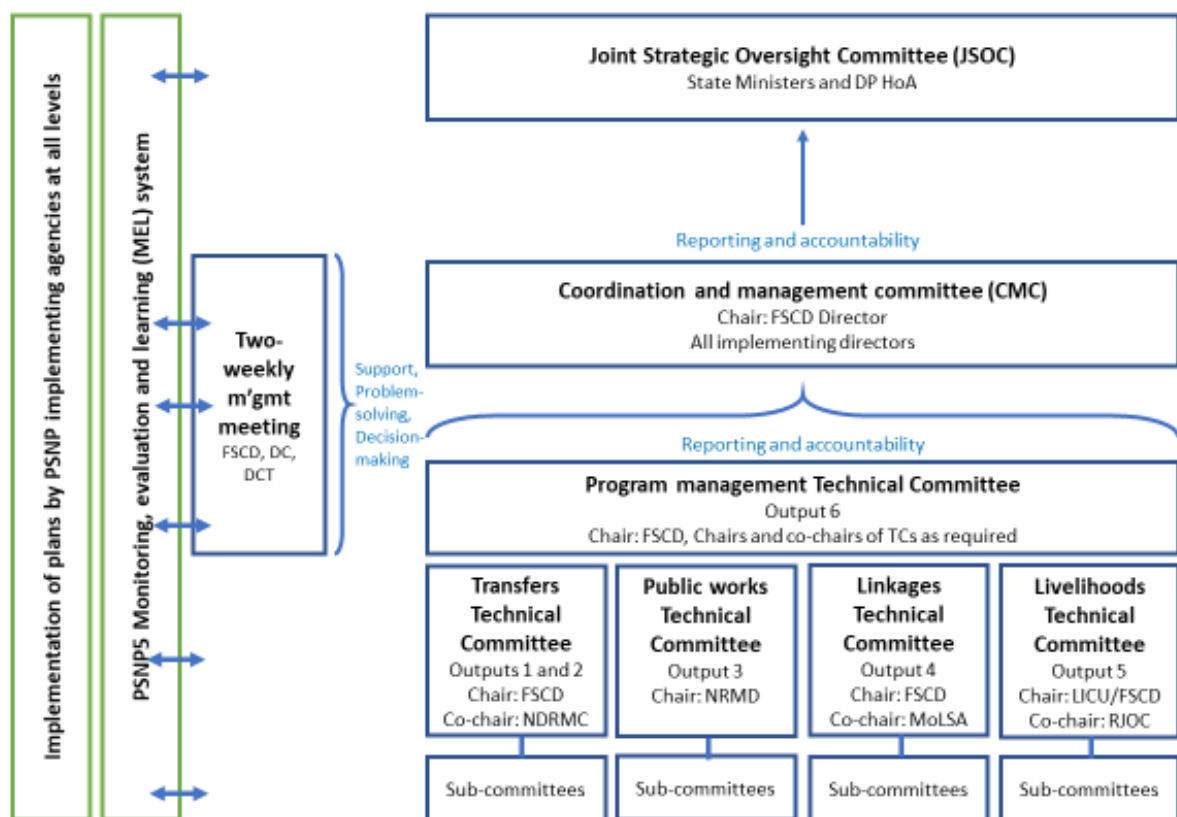 Implementation of plans by PSNP implementing agencies at all levels
PSNP5 Monitoring, evaluation and learning (MEL) system
Two-
weekly
m'gmt
meeting
FSCD, DC,
DCT
Support,
Problem-
solving,
Decision-
making
Joint Strategic Oversight Committee (JSOC)
State Ministers and DP HoA
Reporting and accountability
Coordination and management committee (CMC)
Chair: FSCD Director
All implementing directors
Reporting and accountability
Program management Technical Committee
Output 6
Chair: FSCD, Chairs and co-chairs of TCs as required
Transfers
Technical
Committee
Outputs 1 and 2
Chair: FSCD
Co-chair: NDRMC
Public works
Technical
Committee
Output 3
Chair: NRMD
Linkages
Technical
Committee
Output 4
Chair: FSCD
Co-chair: MoLSA
Livelihoods
Technical
Committee
Output 5
Chair: LICU/FSCD
Co-chair: RJOC
Sub-committees
Sub-committees
Sub-committees
Sub-committees